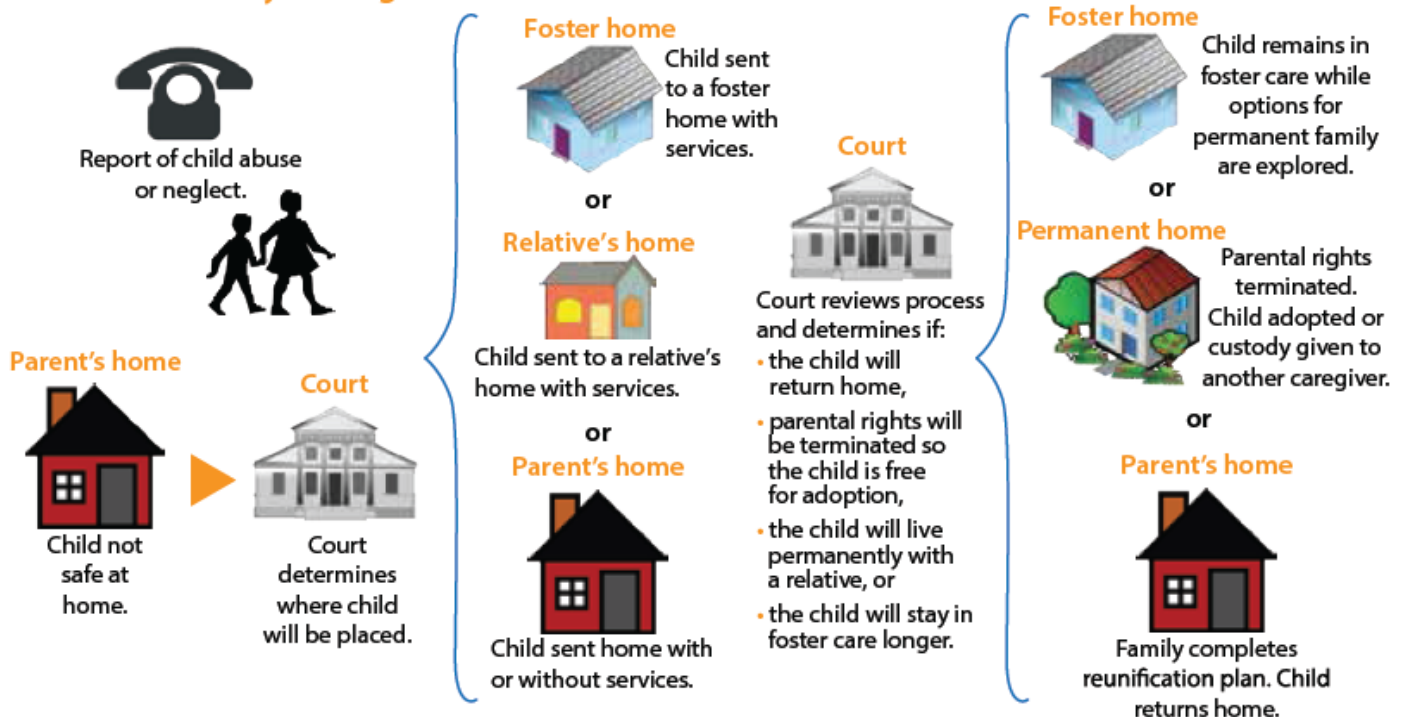 Report of child abuse
or neglect.
Parent's home
Child not
safe at
home.
Court
Court
determines
where child
will be placed.
Foster home
Child sent
to a foster
home with
services.
or
Relative's home
Child sent to a relative's
home with services.
or
Parent's home
Child sent home with
or without services.
Court
Court reviews process
and determines if:
• the child will
return home,
• parental rights will
be terminated so
the child is free
for adoption,
• the child will live
permanently with
a relative, or
• the child will stay in
foster care longer.
Foster home
Child remains in
foster care while
options for
permanent family
are explored.
or
Permanent home
Parental rights
terminated.
Child adopted or
custody given to
another caregiver.
or
Parent's home
Family completes
reunification plan. Child
returns home.